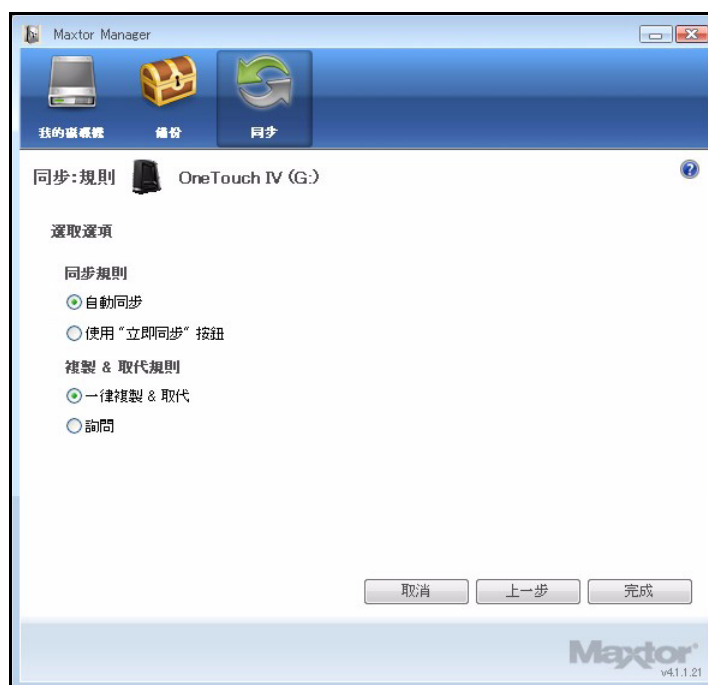 Maxtor Manager
我的磁碟機 備份 同步
同步:規則 OneTouch IV (G:)
選取選項
同步規則
自動同步
使用 “立即同步” 按鈕
複製 & 取代規則
一律複製 & 取代
詢問
取消 上一步 完成
Maxtor
v4.1.1.21